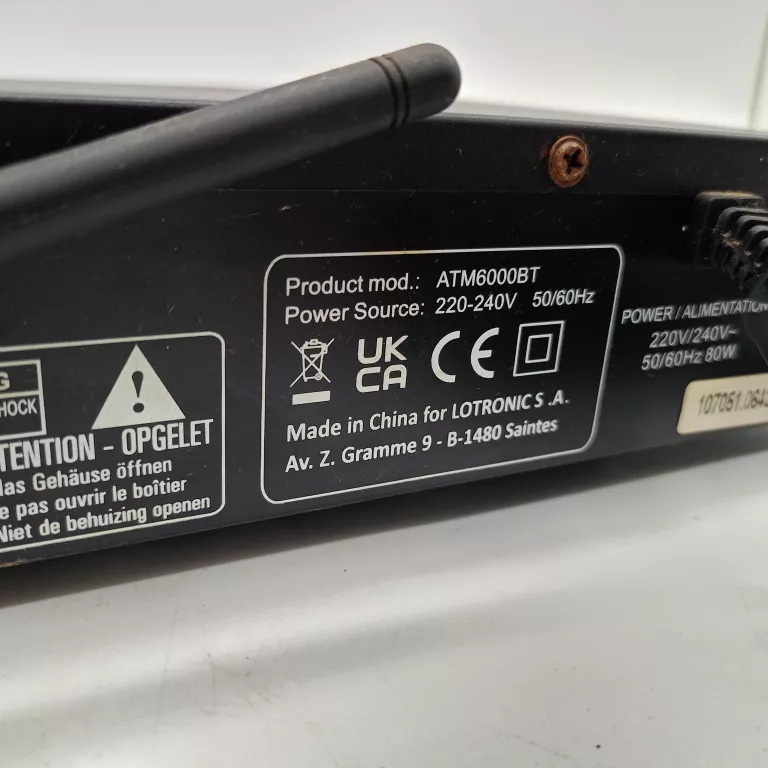 G
HOCK
TENTION - OPGELET
das Gehäuse öffnen
e pas ouvrir le boîtier
Niet de behuizing openen
Product mod.: ATM6000BT
Power Source: 220-240V 50/60Hz
UK
CA
CE
Made in China for LOTRONIC S .A.
Av. Z. Gramme 9 - B-1480 Saintes
POWER / ALIMENTATION
220V/240V~
50/60Hz 80W
107051.064